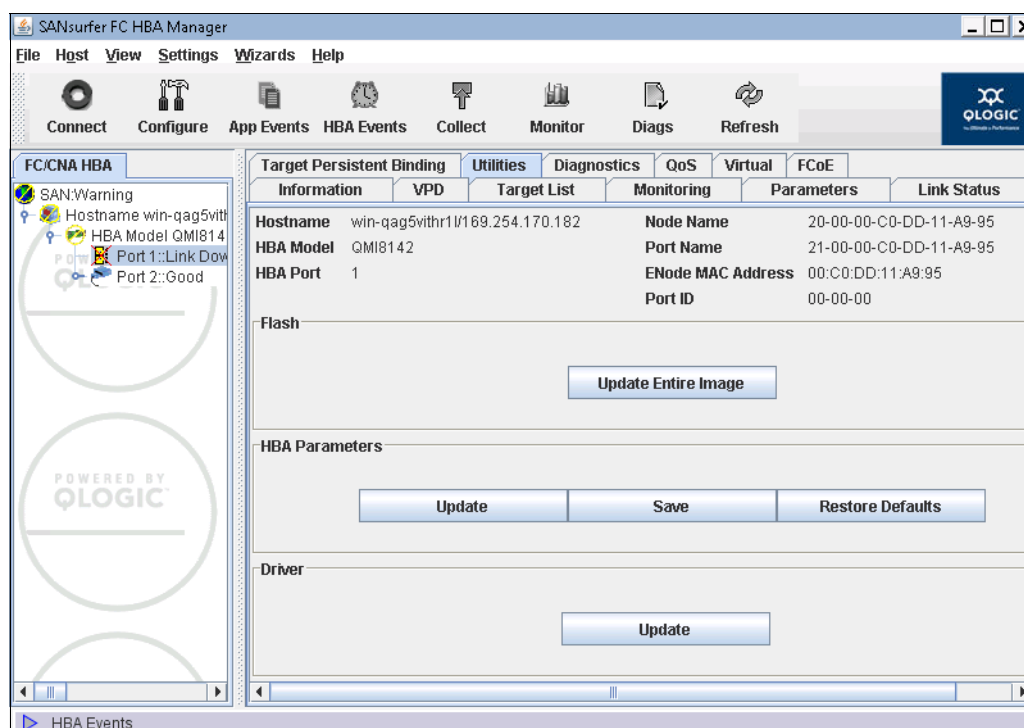 SANsurfer FC HBA Manager
File Host View Settings Wizards Help
Connect Configure App Events HBA Events Collect Monitor Diags Refresh
QLOGIC
FC/CNA HBA
SAN:Warning
Hostname win-qag5vith
HBA Model QMI814
Port 1::Link Dow
Port 2::Good
POWERED BY
QLOGIC
Target Persistent Binding Utilities Diagnostics QoS Virtual FCoE
Information VPD Target List Monitoring Parameters Link Status
Hostname win-qag5vithr1l/169.254.170.182 Node Name 20-00-00-C0-DD-11-A9-95
HBA Model QMI8142 Port Name 21-00-00-C0-DD-11-A9-95
HBA Port 1 ENode MAC Address 00:C0:DD:11:A9:95
Port ID 00-00-00
Flash
Update Entire Image
HBA Parameters
Update Save Restore Defaults
Driver
Update
HBA Events